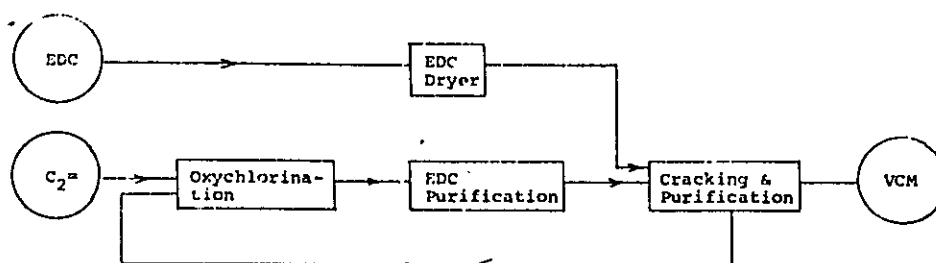 EDC
EDC
Dryer
C₂=
Oxychlorina-
tion
EDC
Purification
Cracking &
Purification
VCM